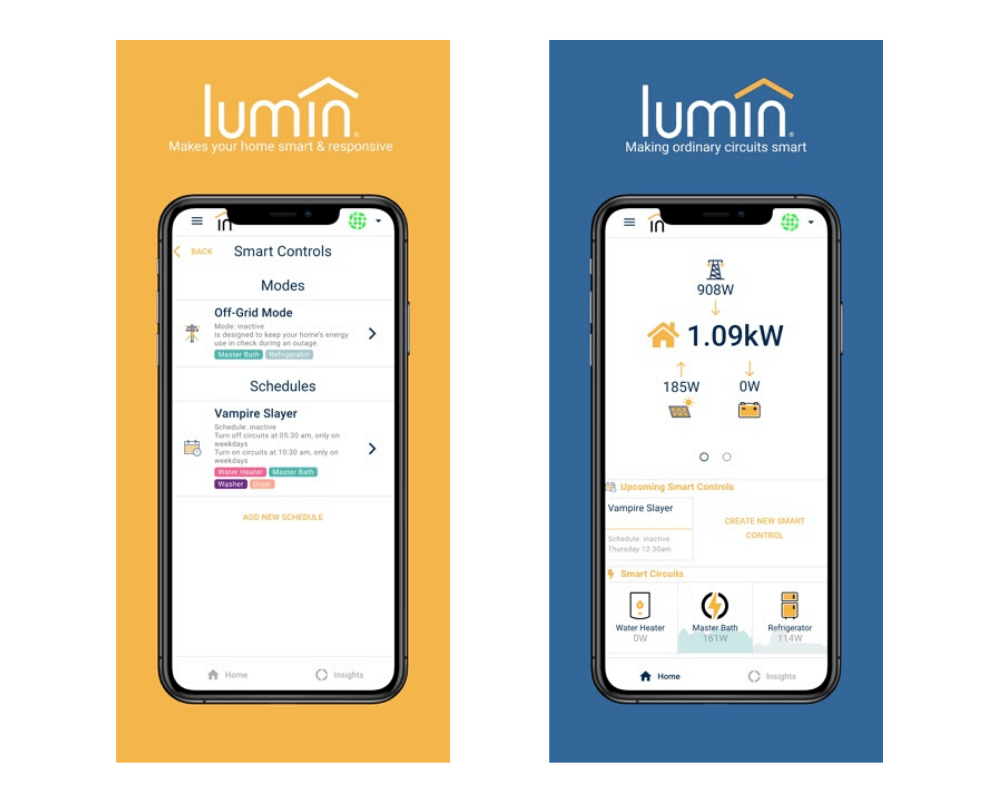 lumin
Makes your home smart & responsive
in
BACK
Smart Controls
Modes
Off-Grid Mode
Mode: inactive
Is designed to keep your home's energy
use in check during an outage.
Master Bath Refrigerator
Schedules
Vampire Slayer
Schedule: inactive
Turn off circuits at 05:30 am, only on
weekdays
Turn on circuits at 10:30 am, only on
weekdays
Water Heater Master Bath
Washer Dryer
ADD NEW SCHEDULE
Home Insights
lumin
Making ordinary circuits smart
in
908W
1.09kW
185W 0W
Upcoming Smart Controls
Vampire Slayer
Schedule: inactive
Thursday 12:30am
CREATE NEW SMART
CONTROL
Smart Circuits
Water Heater Master Bath Refrigerator
0W 161W 114W
Home Insights